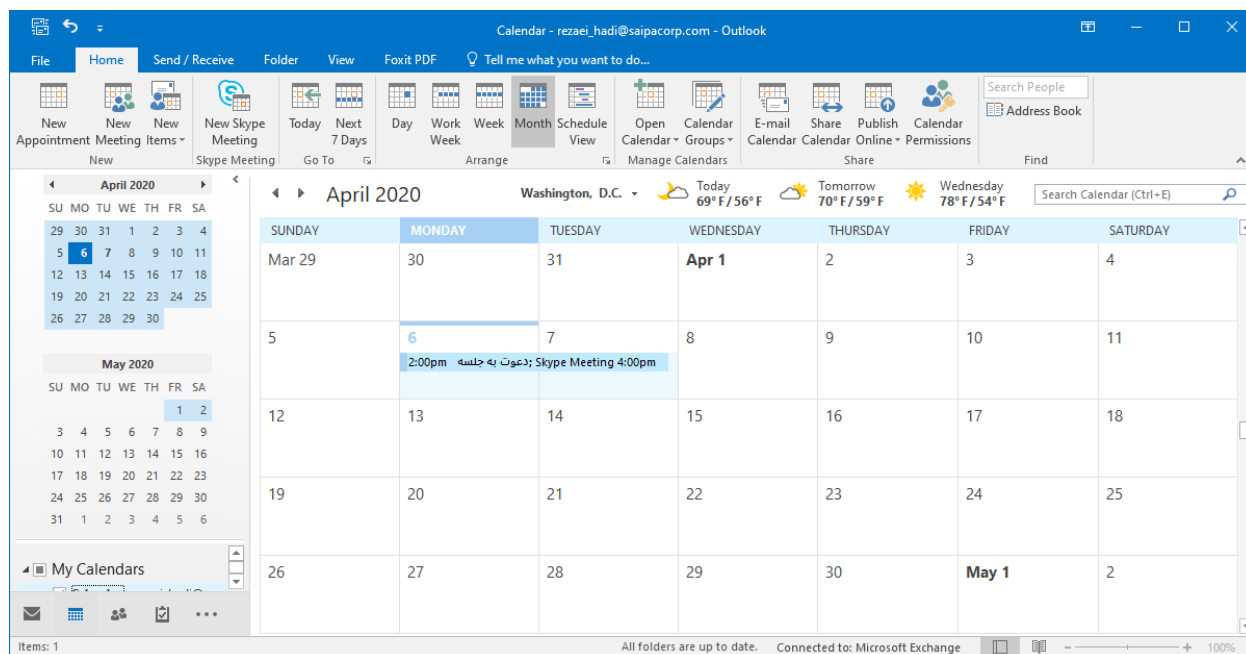 Calendar - rezaei_hadi@saipacorp.com - Outlook
File Home Send / Receive Folder View Foxit PDF Tell me what you want to do...
New Appointment
New Meeting
New Items
New
New Skype Meeting
Skype Meeting
Today
Next 7 Days
Go To
Day
Work Week
Week
Month
Schedule View
Arrange
Open Calendar
Calendar Groups
Manage Calendars
E-mail Calendar
Share Calendar
Publish Online
Calendar Permissions
Share
Search People
Address Book
Find
April 2020
SU MO TU WE TH FR SA
29 30 31 1 2 3 4
5 6 7 8 9 10 11
12 13 14 15 16 17 18
19 20 21 22 23 24 25
26 27 28 29 30
May 2020
SU MO TU WE TH FR SA
1 2
3 4 5 6 7 8 9
10 11 12 13 14 15 16
17 18 19 20 21 22 23
24 25 26 27 28 29 30
31 1 2 3 4 5 6
My Calendars
April 2020
Washington, D.C.
Today 69°F/56°F
Tomorrow 70°F/59°F
Wednesday 78°F/54°F
Search Calendar (Ctrl+E)
SUNDAY MONDAY TUESDAY WEDNESDAY THURSDAY FRIDAY SATURDAY
Mar 29 30 31 Apr 1 2 3 4
5 6 7 8 9 10 11
2:00pm دعوت به جلسه; Skype Meeting 4:00pm
12 13 14 15 16 17 18
19 20 21 22 23 24 25
26 27 28 29 30 May 1 2
Items: 1
All folders are up to date. Connected to: Microsoft Exchange 100%